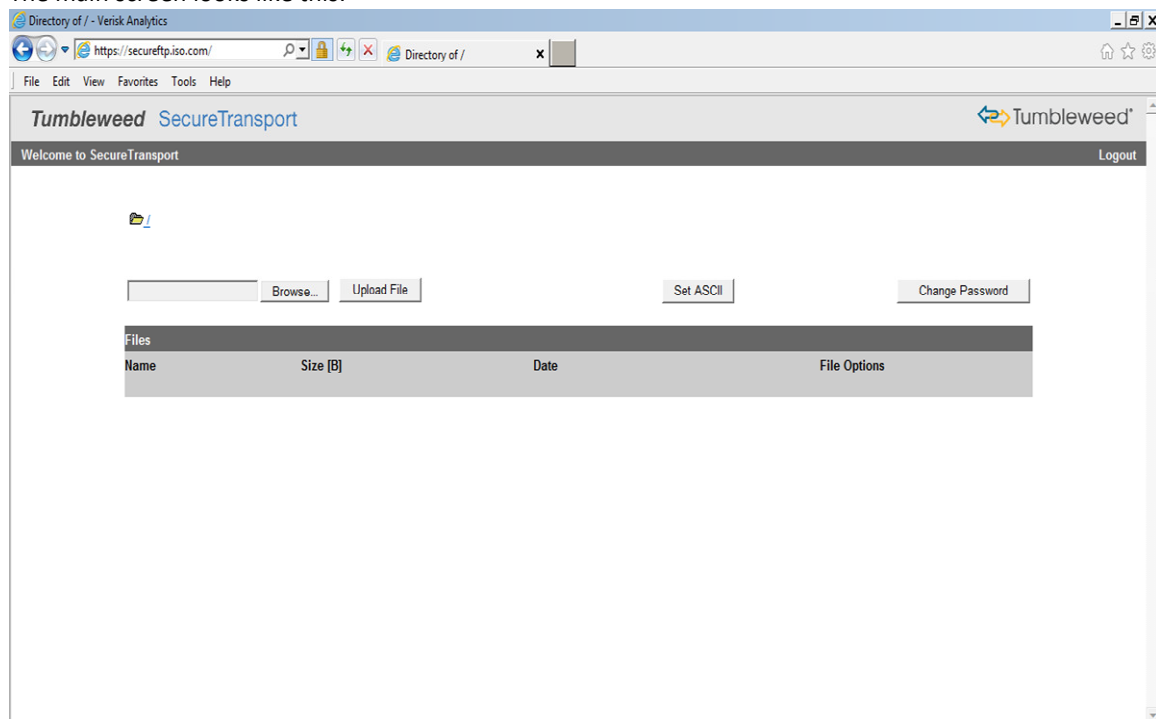 The main screen looks like this:
Directory of / - Verisk Analytics
https://secureftp.iso.com/
Directory of /
File Edit View Favorites Tools Help
Tumbleweed SecureTransport
Tumbleweed
Welcome to SecureTransport
Logout
/
Browse...
Upload File
Set ASCII
Change Password
Files
Name Size [B] Date File Options